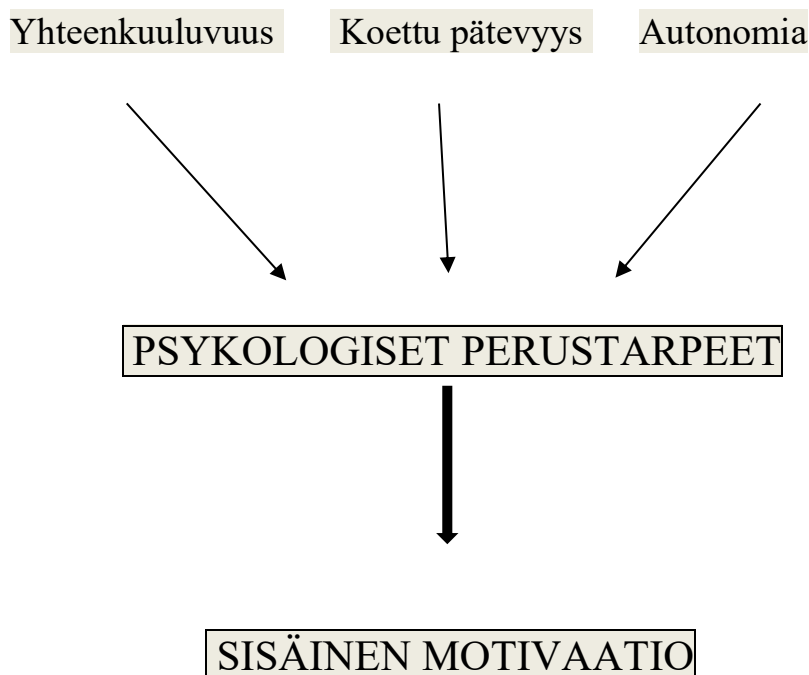 Yhteenkuuluvuus Koettu pätevyys Autonomia
PSYKOLOGISET PERUSTARPEET
SISÄINEN MOTIVAATIO